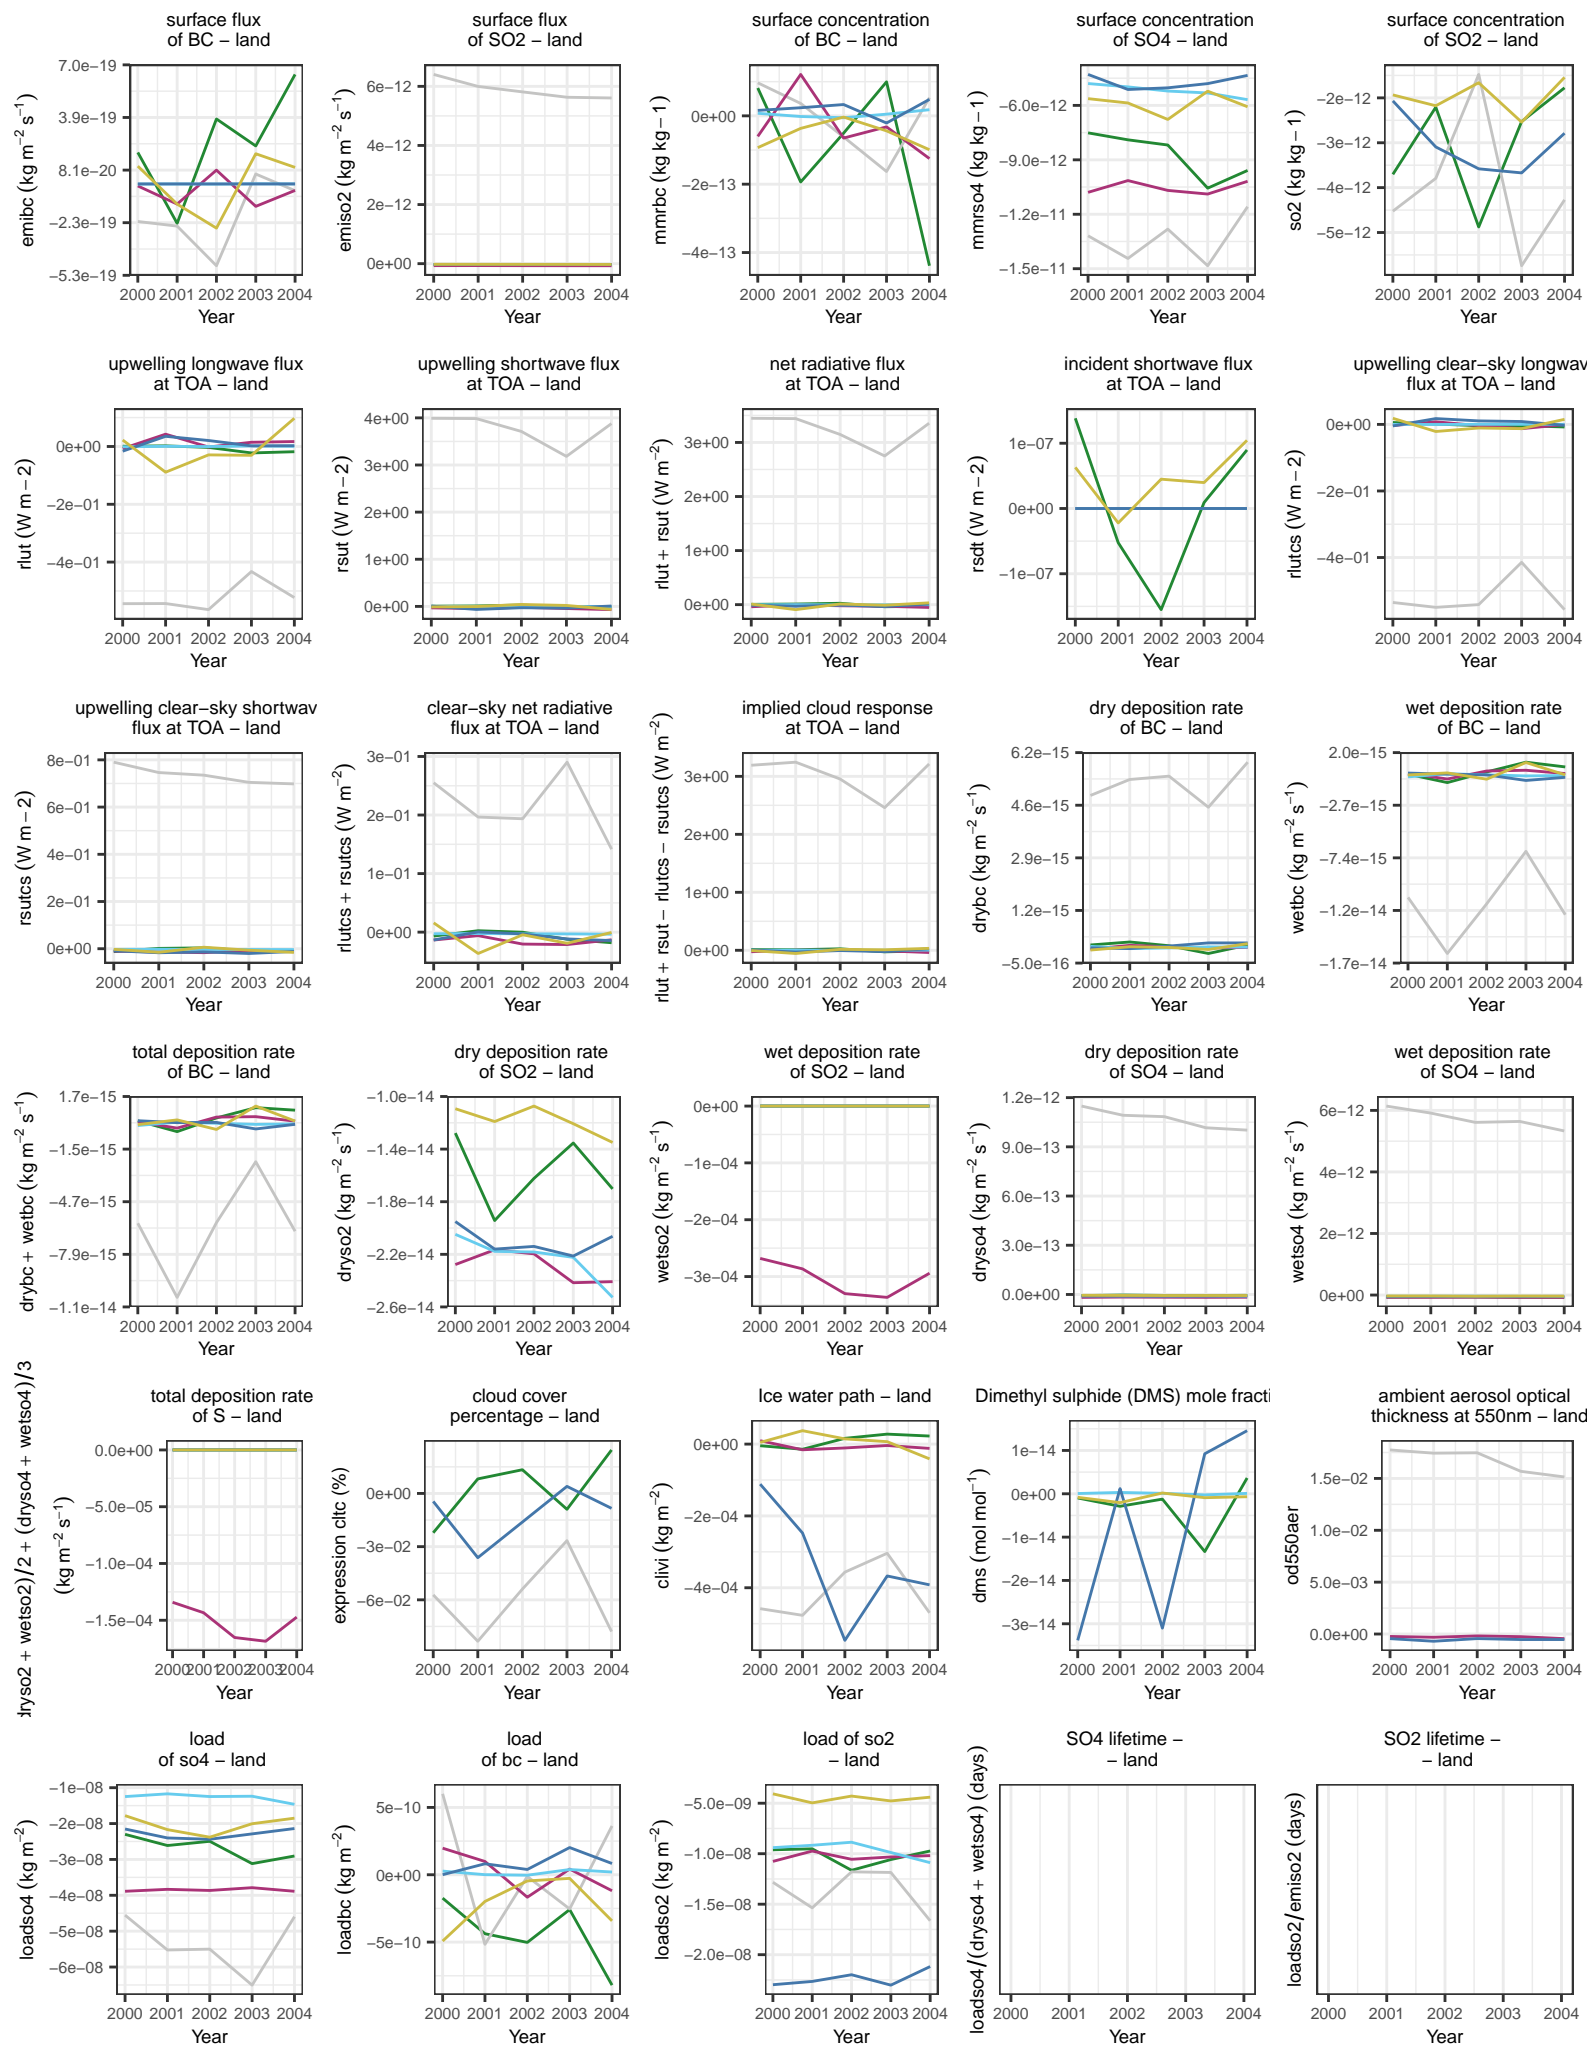 surface flux
of BC − land
emibc (kg m−2 s−1)
7.0e−19
3.9e−19
8.1e−20
−2.3e−19
−5.3e−19
2000 2001 2002 2003 2004
Year
surface flux
of SO2 − land
emiso2 (kg m−2 s−1)
6e−12
4e−12
2e−12
0e+00
2000 2001 2002 2003 2004
Year
surface concentration
of BC − land
mmrbc (kg kg − 1)
0e+00
−2e−13
−4e−13
2000 2001 2002 2003 2004
Year
surface concentration
of SO4 − land
mmrso4 (kg kg − 1)
−6.0e−12
−9.0e−12
−1.2e−11
−1.5e−11
2000 2001 2002 2003 2004
Year
surface concentration
of SO2 − land
so2 (kg kg − 1)
−2e−12
−3e−12
−4e−12
−5e−12
2000 2001 2002 2003 2004
Year
upwelling longwave flux
at TOA − land
rlut (W m − 2)
0e+00
−2e−01
−4e−01
2000 2001 2002 2003 2004
Year
upwelling shortwave flux
at TOA − land
rsut (W m − 2)
4e+00
3e+00
2e+00
1e+00
0e+00
2000 2001 2002 2003 2004
Year
net radiative flux
at TOA − land
rlut + rsut (W m−2)
3e+00
2e+00
1e+00
0e+00
2000 2001 2002 2003 2004
Year
incident shortwave flux
at TOA − land
rsdt (W m − 2)
1e−07
0e+00
−1e−07
2000 2001 2002 2003 2004
Year
upwelling clear−sky longwav
flux at TOA − land
rlutcs (W m − 2)
0e+00
−2e−01
−4e−01
2000 2001 2002 2003 2004
Year
upwelling clear−sky shortwav
flux at TOA − land
rsutcs (W m − 2)
8e−01
6e−01
4e−01
2e−01
0e+00
2000 2001 2002 2003 2004
Year
clear−sky net radiative
flux at TOA − land
rlutcs + rsutcs (W m−2)
3e−01
2e−01
1e−01
0e+00
2000 2001 2002 2003 2004
Year
implied cloud response
at TOA − land
rlut + rsut − rlutcs − rsutcs (W m−2)
3e+00
2e+00
1e+00
0e+00
2000 2001 2002 2003 2004
Year
dry deposition rate
of BC − land
drybc (kg m−2 s−1)
6.2e−15
4.6e−15
2.9e−15
1.2e−15
−5.0e−16
2000 2001 2002 2003 2004
Year
wet deposition rate
of BC − land
wetbc (kg m−2 s−1)
2.0e−15
−2.7e−15
−7.4e−15
−1.2e−14
−1.7e−14
2000 2001 2002 2003 2004
Year
total deposition rate
of BC − land
drybc + wetbc (kg m−2 s−1)
1.7e−15
−1.5e−15
−4.7e−15
−7.9e−15
−1.1e−14
2000 2001 2002 2003 2004
Year
dry deposition rate
of SO2 − land
dryso2 (kg m−2 s−1)
−1.0e−14
−1.4e−14
−1.8e−14
−2.2e−14
−2.6e−14
2000 2001 2002 2003 2004
Year
wet deposition rate
of SO2 − land
wetso2 (kg m−2 s−1)
0e+00
−1e−04
−2e−04
−3e−04
2000 2001 2002 2003 2004
Year
dry deposition rate
of SO4 − land
dryso4 (kg m−2 s−1)
1.2e−12
9.0e−13
6.0e−13
3.0e−13
0.0e+00
2000 2001 2002 2003 2004
Year
wet deposition rate
of SO4 − land
wetso4 (kg m−2 s−1)
6e−12
4e−12
2e−12
0e+00
2000 2001 2002 2003 2004
Year
total deposition rate
of S − land
dryso2 + wetso2)/2 + (dryso4 + wetso4)/3
(kg m−2 s−1)
0.0e+00
−5.0e−05
−1.0e−04
−1.5e−04
2000 2001 2002 2003 2004
Year
cloud cover
percentage − land
expression cltc (%)
0e+00
−3e−02
−6e−02
2000 2001 2002 2003 2004
Year
Ice water path − land
clivi (kg m−2)
0e+00
−2e−04
−4e−04
2000 2001 2002 2003 2004
Year
Dimethyl sulphide (DMS) mole fracti
dms (mol mol−1)
1e−14
0e+00
−1e−14
−2e−14
−3e−14
2000 2001 2002 2003 2004
Year
ambient aerosol optical
thickness at 550nm − land
od550aer
1.5e−02
1.0e−02
5.0e−03
0.0e+00
2000 2001 2002 2003 2004
Year
load
of so4 − land
loadso4 (kg m−2)
−1e−08
−2e−08
−3e−08
−4e−08
−5e−08
−6e−08
2000 2001 2002 2003 2004
Year
load
of bc − land
loadbc (kg m−2)
5e−10
0e+00
−5e−10
2000 2001 2002 2003 2004
Year
load of so2
− land
loadso2 (kg m−2)
−5.0e−09
−1.0e−08
−1.5e−08
−2.0e−08
2000 2001 2002 2003 2004
Year
SO4 lifetime −
− land
loadso4/(dryso4 + wetso4) (days)
2000 2001 2002 2003 2004
Year
SO2 lifetime −
− land
loadso2/emiso2 (days)
2000 2001 2002 2003 2004
Year